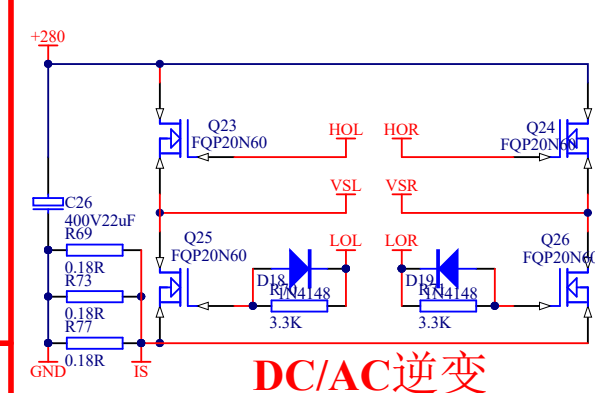 +280
Q23
FQP20N60
HOL
HOR
Q24
FQP20N60
C26
400V22uF
VSL
VSR
R69
0.18R
Q25
FQP20N60
LOL
LOR
Q26
FQP20N60
R73
0.18R
D18
1N4148
3.3K
D19
1N4148
3.3K
R77
0.18R
GND
IS
DC/AC逆变